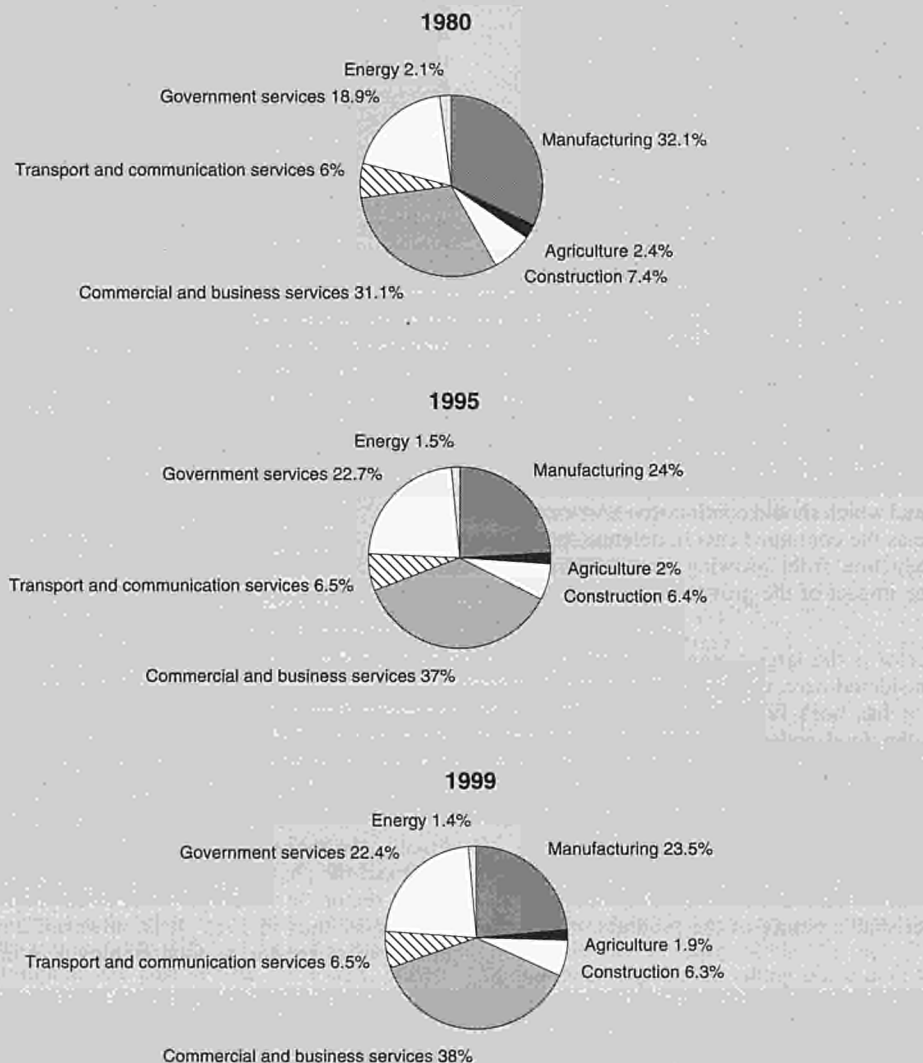 1980
Energy 2.1%
Government services 18.9%
Manufacturing 32.1%
Transport and communication services 6%
Agriculture 2.4%
Construction 7.4%
Commercial and business services 31.1%
1995
Energy 1.5%
Government services 22.7%
Manufacturing 24%
Agriculture 2%
Transport and communication services 6.5%
Construction 6.4%
Commercial and business services 37%
1999
Energy 1.4%
Government services 22.4%
Manufacturing 23.5%
Agriculture 1.9%
Transport and communication services 6.5%
Construction 6.3%
Commercial and business services 38%